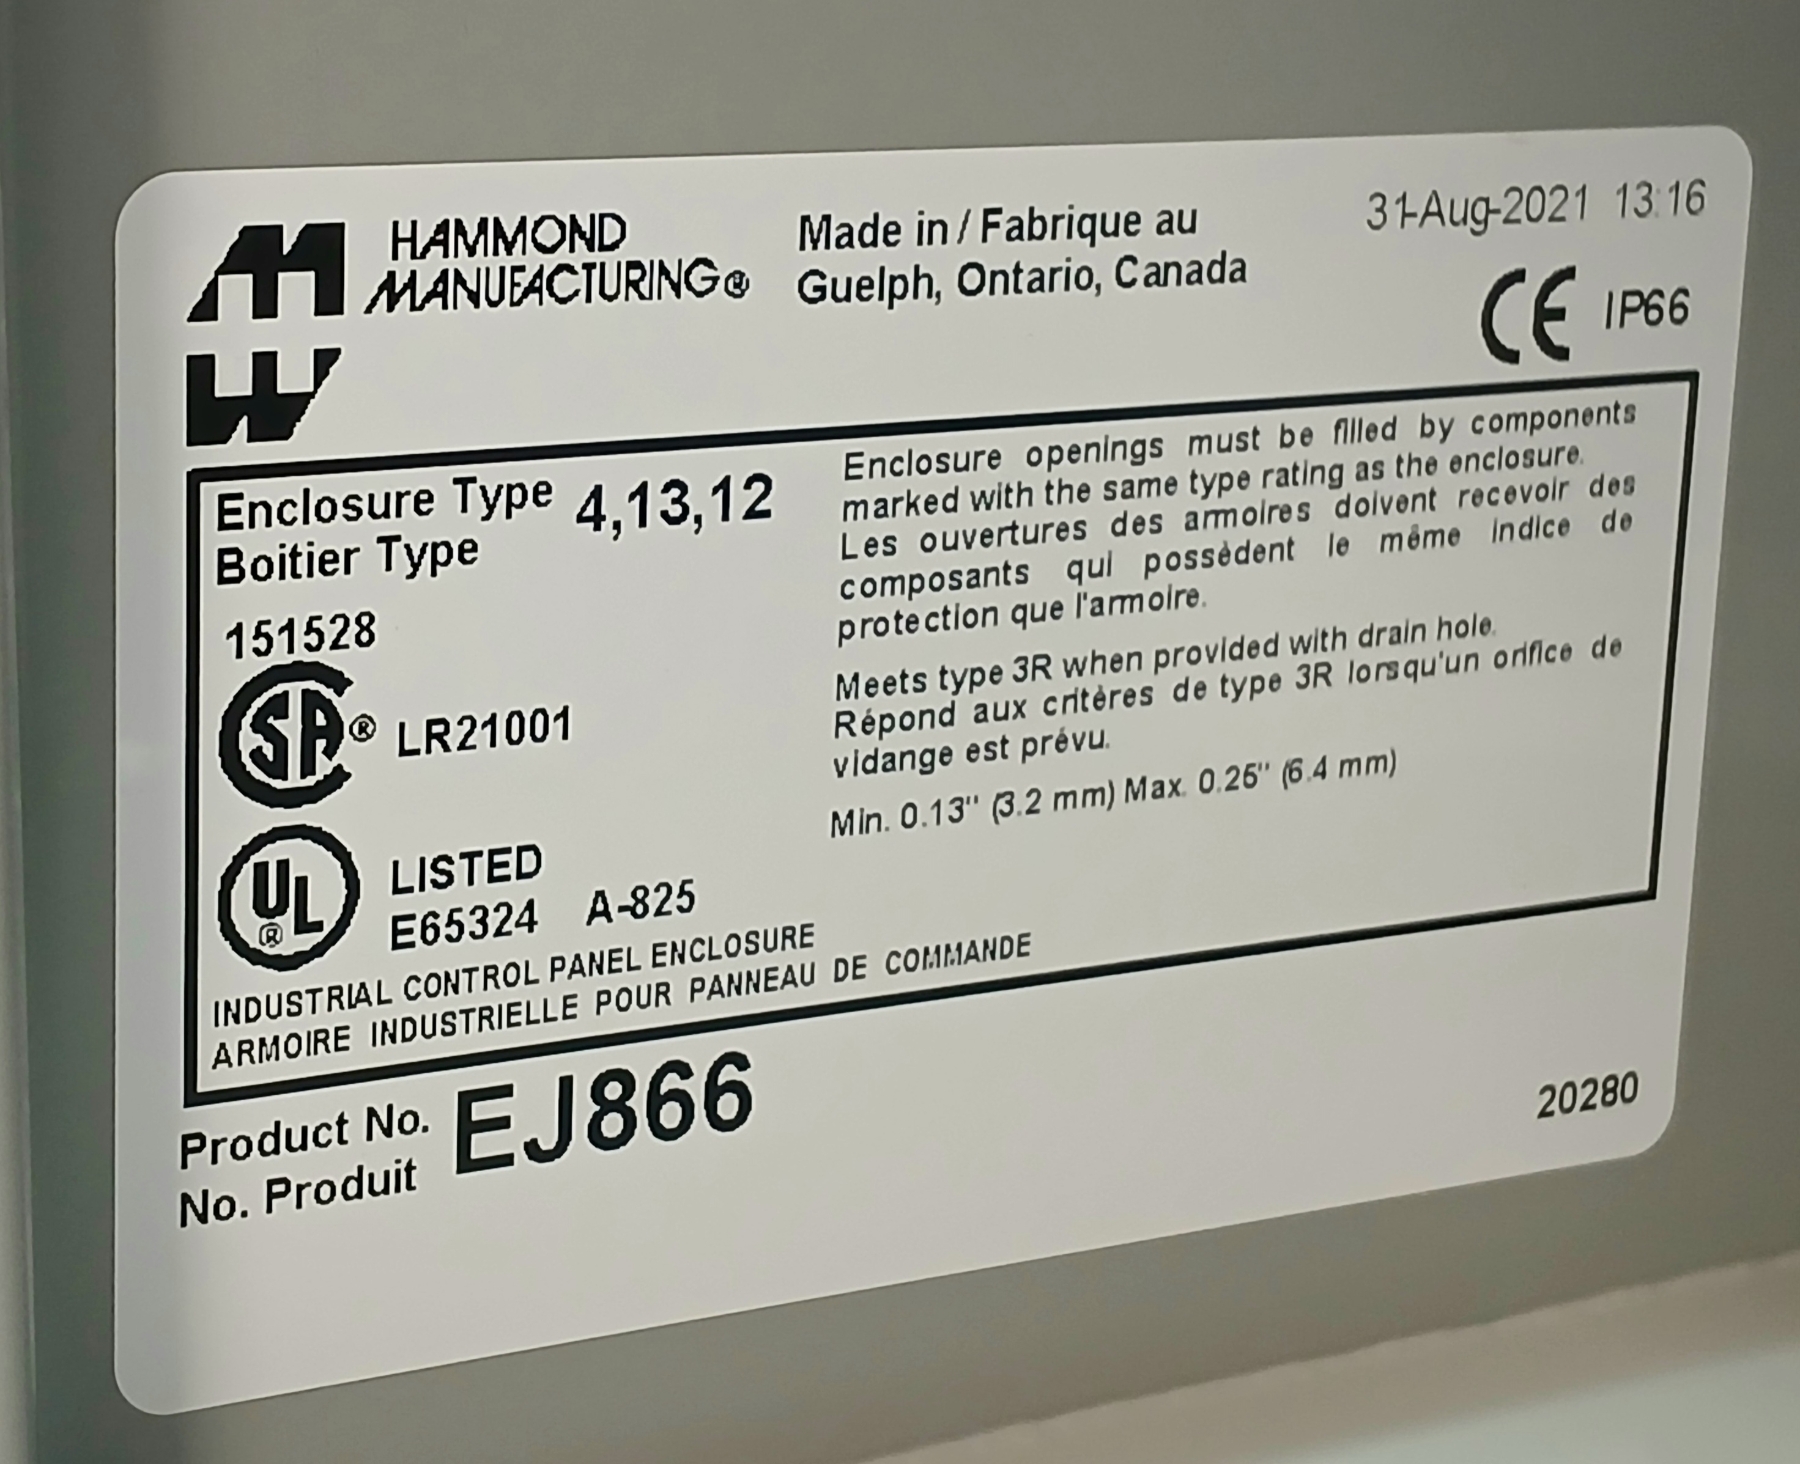 HAMMOND
MANUFACTURING®
Made in / Fabrique au
Guelph, Ontario, Canada
31-Aug-2021 13:16
CE IP66
Enclosure Type 4,13,12
Boitier Type
151528
CSA® LR21001
UL® LISTED
E65324 A-825
INDUSTRIAL CONTROL PANEL ENCLOSURE
ARMOIRE INDUSTRIELLE POUR PANNEAU DE COMMANDE
Enclosure openings must be filled by components
marked with the same type rating as the enclosure.
Les ouvertures des armoires doivent recevoir des
composants qui possèdent le même indice de
protection que l'armoire.
Meets type 3R when provided with drain hole.
Répond aux critères de type 3R lorsqu'un orifice de
vidange est prévu.
Min. 0.13" (3.2 mm) Max. 0.25" (6.4 mm)
Product No. EJ866
No. Produit
20280